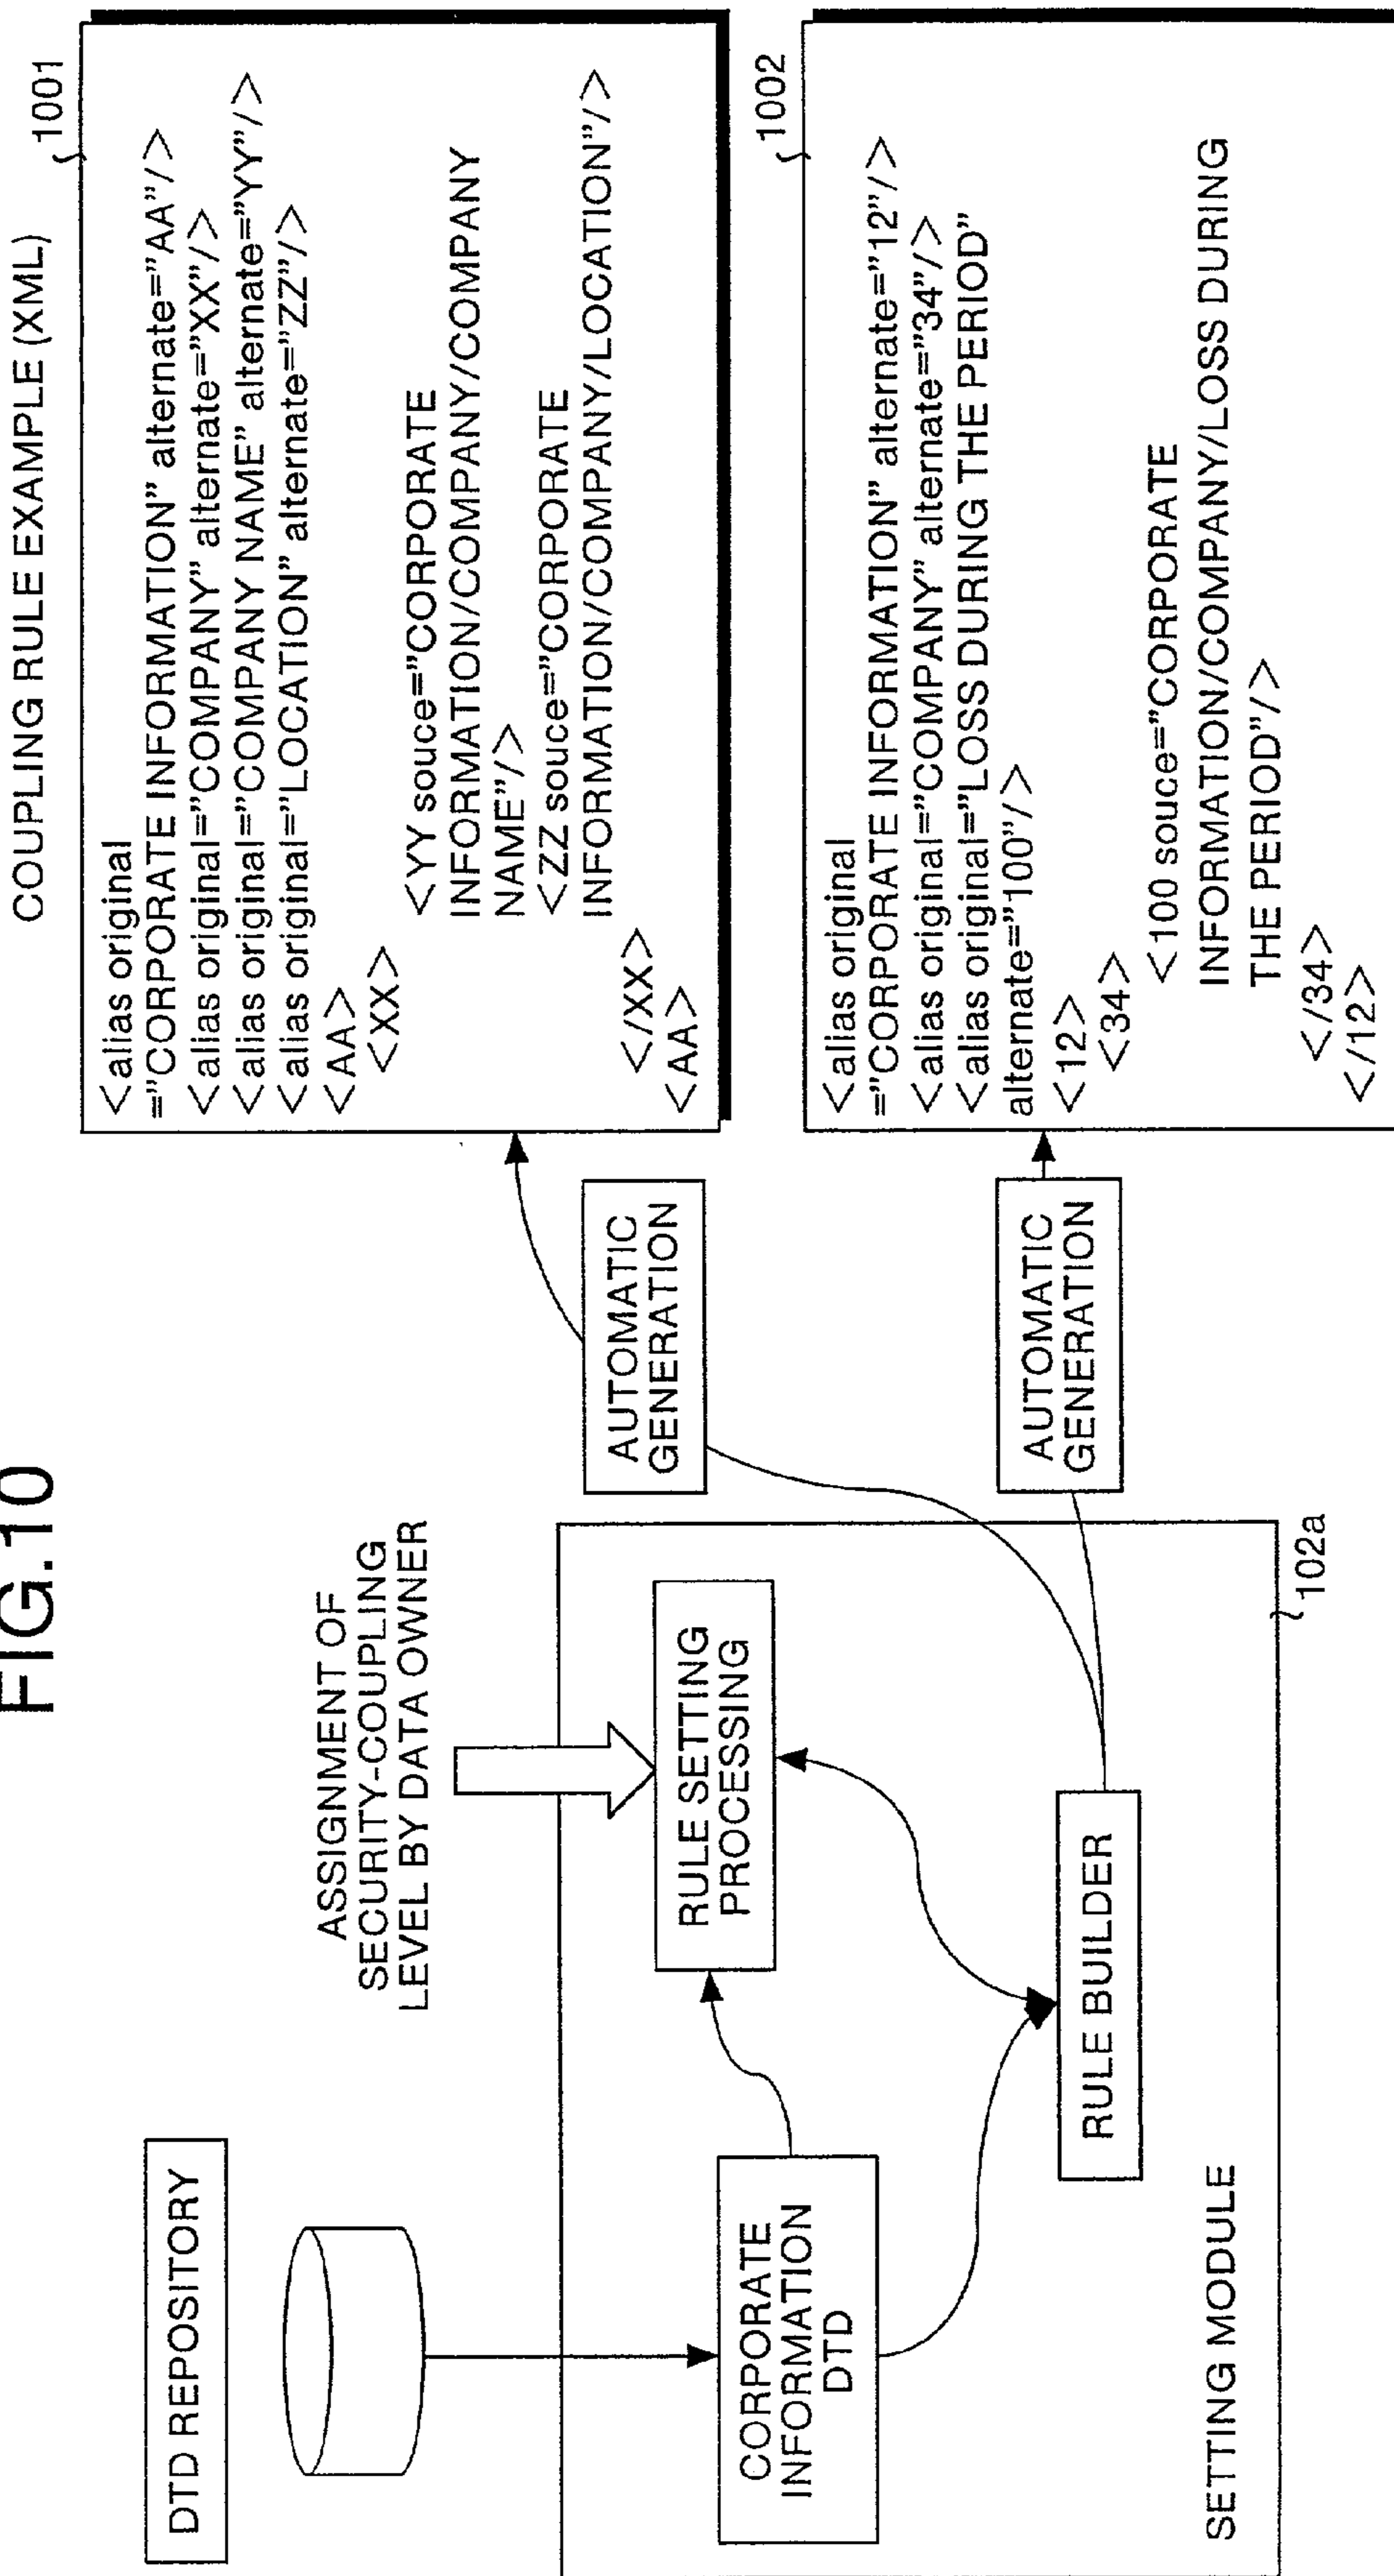 FIG.10
DTD REPOSITORY
ASSIGNMENT OF
SECURITY-COUPLING
LEVEL BY DATA OWNER
CORPORATE
INFORMATION
DTD
RULE SETTING
PROCESSING
RULE BUILDER
SETTING MODULE
102a
AUTOMATIC
GENERATION
AUTOMATIC
GENERATION
COUPLING RULE EXAMPLE (XML)
1001
<alias original
="CORPORATE INFORMATION" alternate="AA"/>
<alias original="COMPANY" alternate="XX"/>
<alias original="COMPANY NAME" alternate="YY"/>
<alias original="LOCATION" alternate="ZZ"/>
<AA>
<XX>
<YY souce="CORPORATE
INFORMATION/COMPANY/COMPANY
NAME"/>
<ZZ souce="CORPORATE
INFORMATION/COMPANY/LOCATION"/>
</XX>
<AA>
1002
<alias original
="CORPORATE INFORMATION" alternate="12"/>
<alias original="COMPANY" alternate="34"/>
<alias original="LOSS DURING THE PERIOD"
alternate="100"/>
<12>
<34>
<100 souce="CORPORATE
INFORMATION/COMPANY/LOSS DURING
THE PERIOD"/>
</34>
</12>